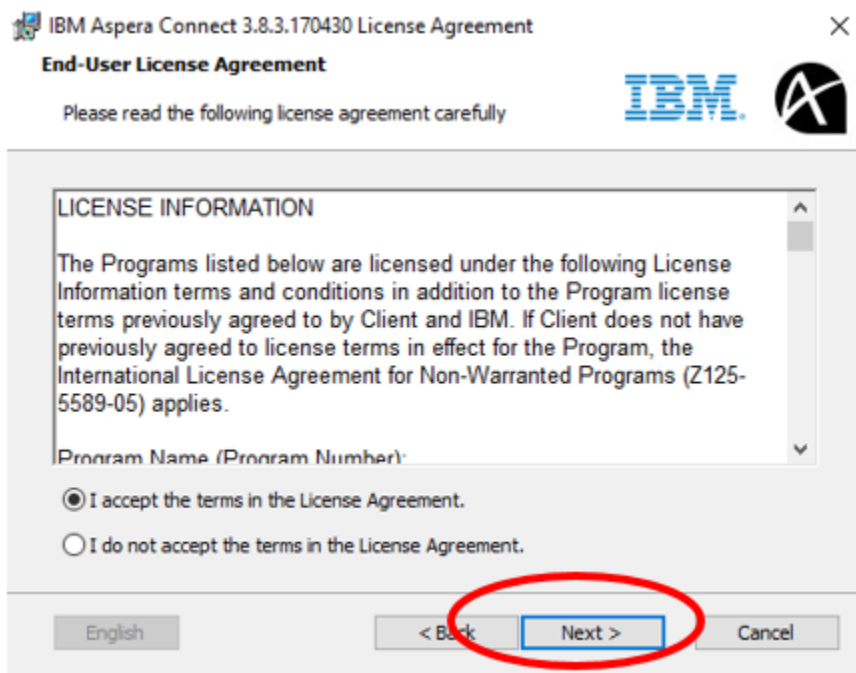 IBM Aspera Connect 3.8.3.170430 License Agreement
End-User License Agreement
Please read the following license agreement carefully
IBM.
LICENSE INFORMATION
The Programs listed below are licensed under the following License
Information terms and conditions in addition to the Program license
terms previously agreed to by Client and IBM. If Client does not have
previously agreed to license terms in effect for the Program, the
International License Agreement for Non-Warranted Programs (Z125-
5589-05) applies.
Program Name (Program Number):
I accept the terms in the License Agreement.
I do not accept the terms in the License Agreement.
English
< Back
Next >
Cancel